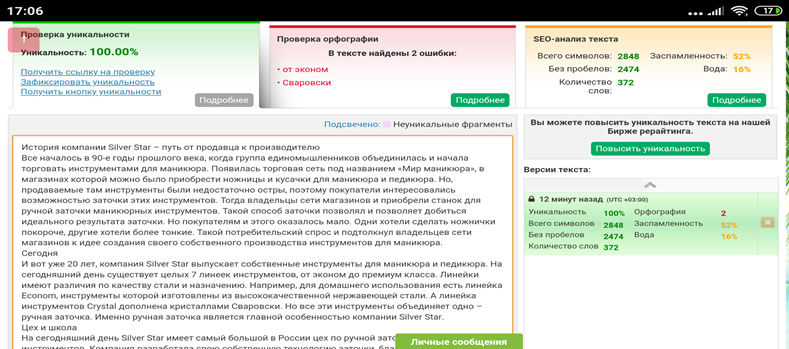 17:06
17
Проверка уникальности
Уникальность: 100.00%
Получить ссылку на проверку
Зафиксировать уникальность
Получить кнопку уникальности
Подробнее
Проверка орфографии
В тексте найдены 2 ошибки:
• от эконом
• Сваровски
Подробнее
SEO-анализ текста
Всего символов: 2848 Заспамленность: 52%
Без пробелов: 2474 Вода: 16%
Количество слов: 372
Подробнее
Подсвечено: Неуникальные фрагменты
История компании Silver Star – путь от продавца к производителю
Все началось в 90-е годы прошлого века, когда группа единомышленников объединилась и начала
торговать инструментами для маникюра. Появилась торговая сеть под названием «Мир маникюра», в
магазинах которой можно было приобрести ножницы и кусачки для маникюра и педикюра. Но,
продаваемые там инструменты были недостаточно остры, поэтому покупатели интересовались
возможностью заточки этих инструментов. Тогда владельцы сети магазинов и приобрели станок для
ручной заточки маникюрных инструментов. Такой способ заточки позволял и позволяет добиться
идеального результата заточки. Но покупателям и этого оказалось мало. Одни хотели сделать ножнички
покороче, другие хотели более тонкие. Такой потребительский спрос и подтолкнул владельцев сети
магазинов к идее создания своего собственного производства инструментов для маникюра.
Сегодня
И вот уже 20 лет, компания Silver Star выпускает собственные инструменты для маникюра и педикюра. На
сегодняшний день существует целых 7 линеек инструментов, от эконом до премиум класса. Линейки
имеют различия по качеству стали и назначению. Например, для домашнего использования есть линейка
Econom, инструменты которой изготовлены из высококачественной нержавеющей стали. А линейка
инструментов Crystal дополнена кристаллами Сваровски. Но все эти инструменты объединяет одно –
ручная заточка. Именно ручная заточка является главной особенностью компании Silver Star.
Цех и школа
На сегодняшний день Silver Star имеет самый большой в России цех по ручной
инструментов. Компания разработала свою собственную технологию заточки,
Личные сообщения
Вы можете повысить уникальность текста на нашей
Бирже рерайтинга.
Повысить уникальность
Версии текста:
12 минут назад (UTC +03:00)
Уникальность 100% Орфография 2
Всего символов 2848 Заспамленность 52%
Без пробелов 2474 Вода 16%
Количество слов 372